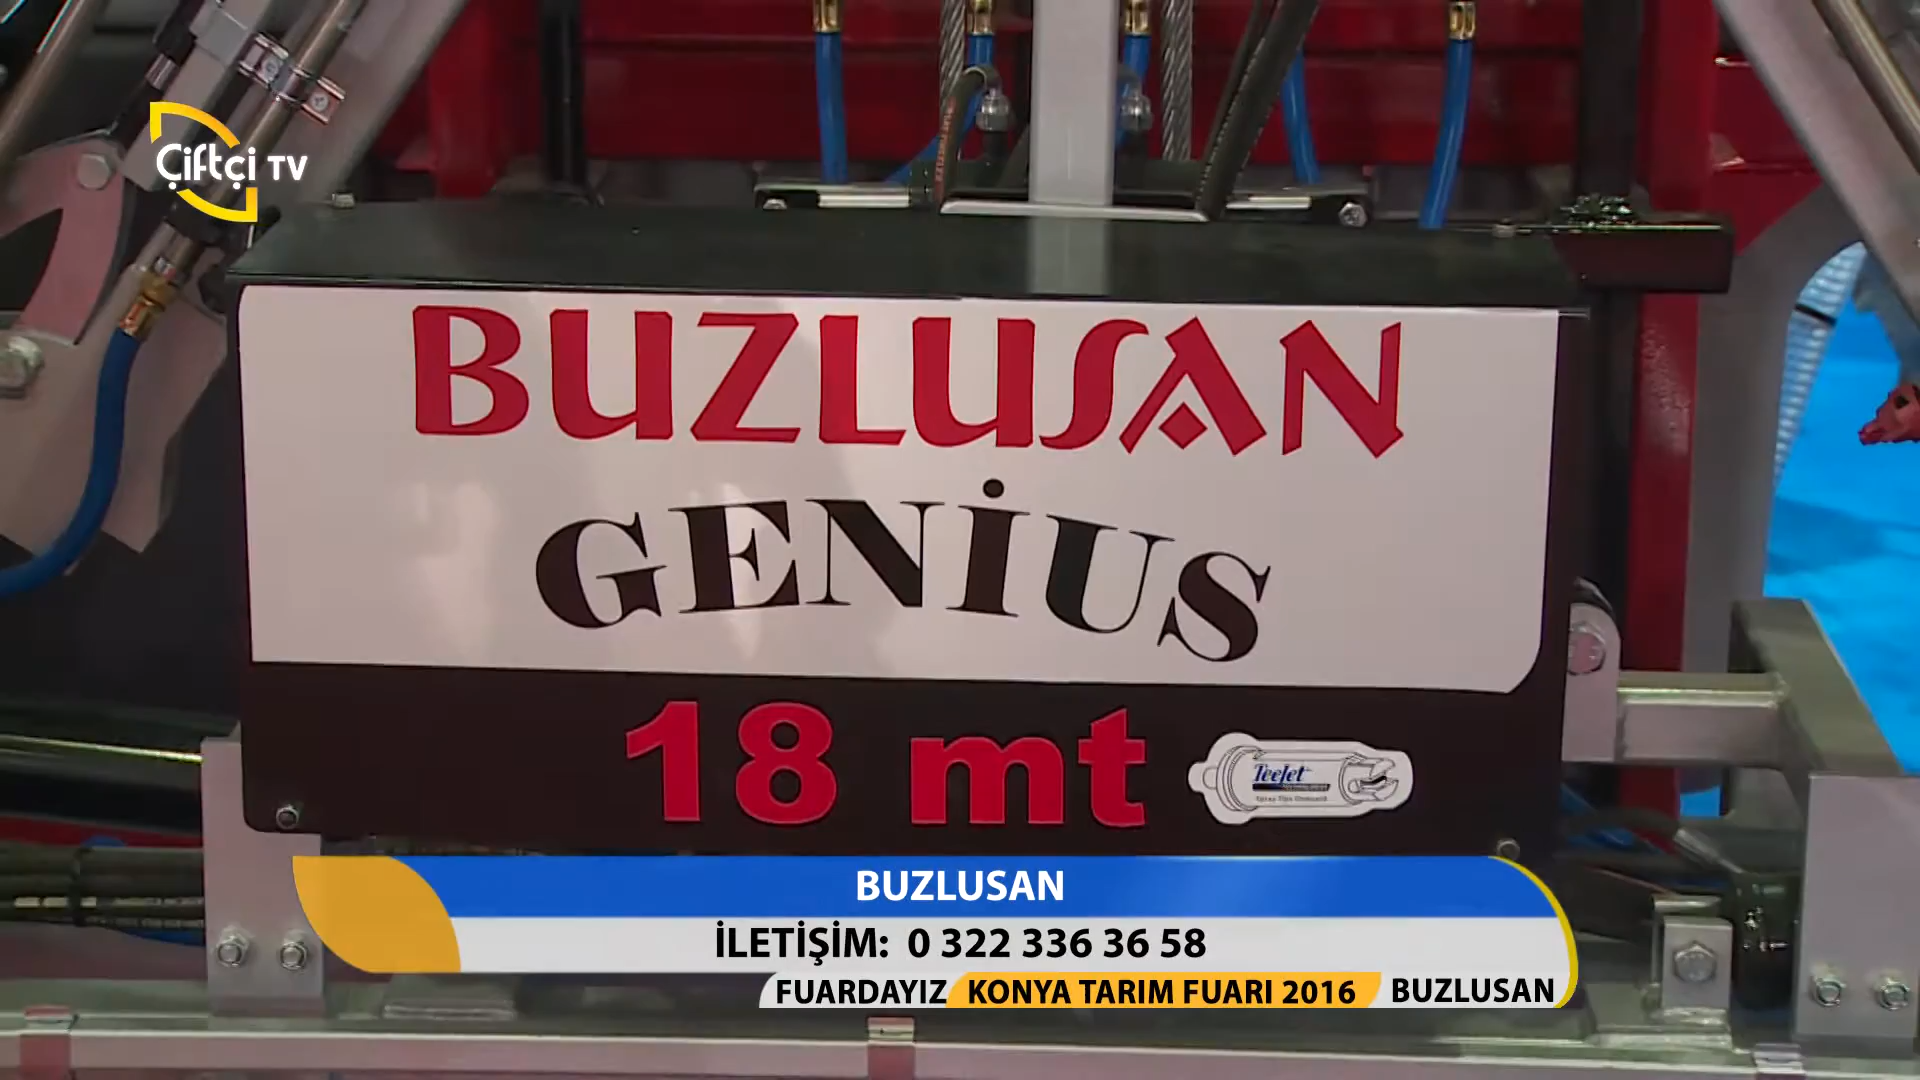 Çiftçi TV
BUZLUSAN
GENİUS
18 mt
TeeJet
BUZLUSAN
İLETİŞİM: 0 322 336 36 58
FUARDAYIZ KONYA TARIM FUARI 2016 BUZLUSAN